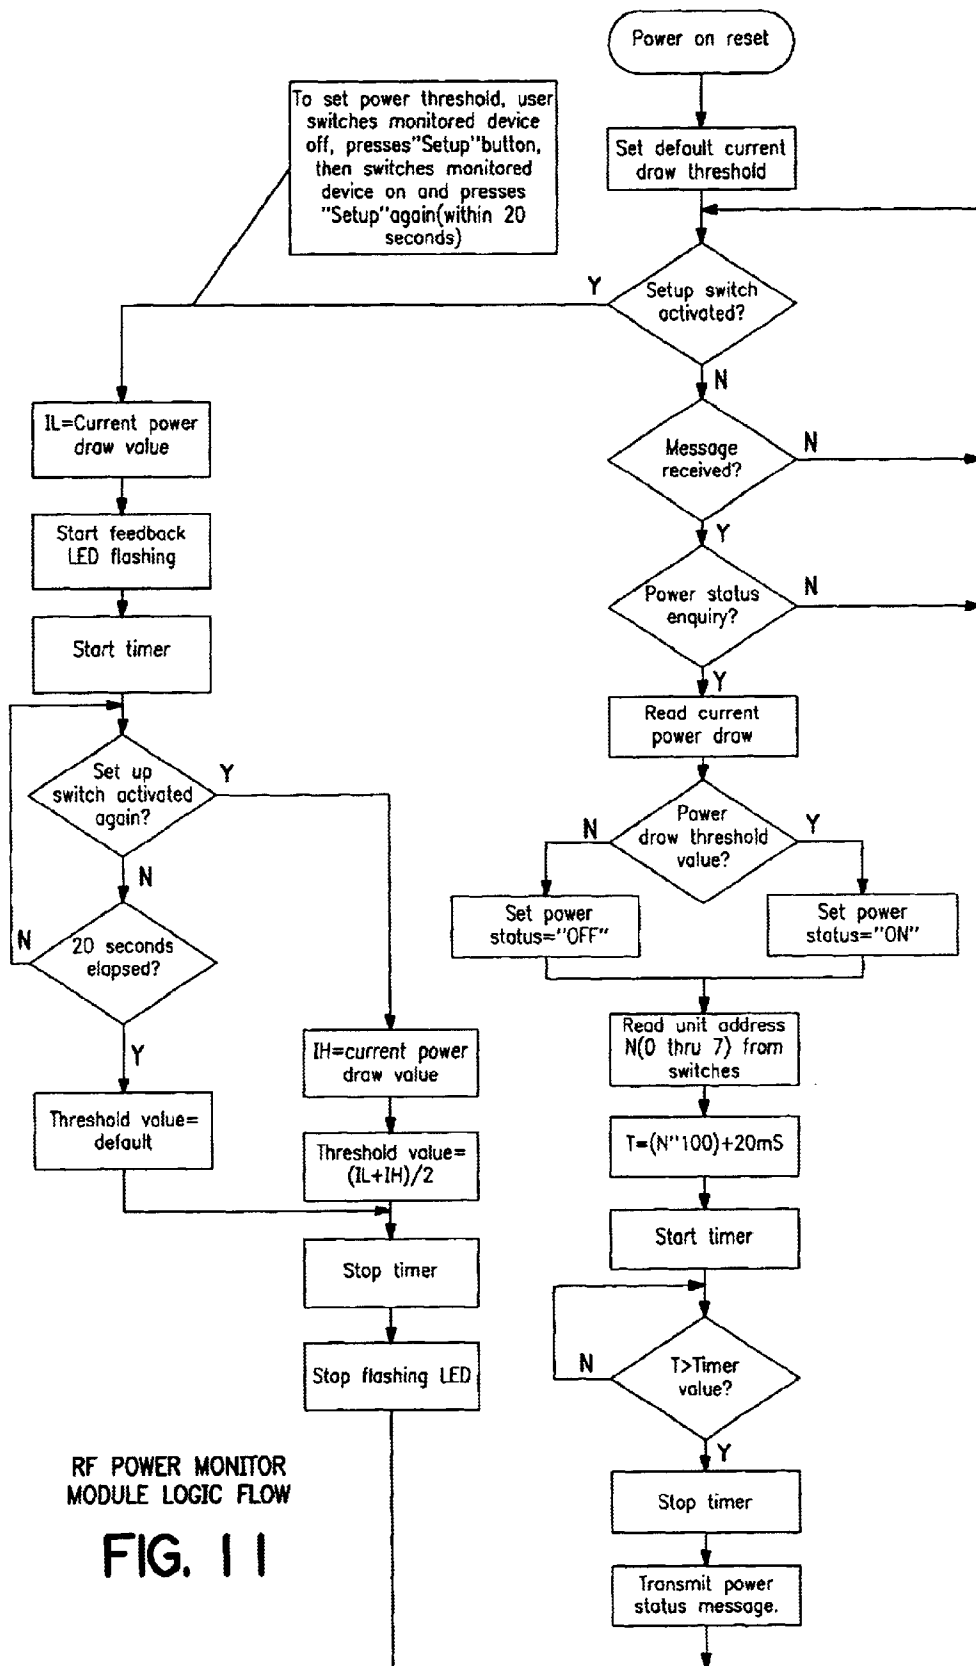 Power on reset
To set power threshold, user
switches monitored device
off, presses"Setup"button,
then switches monitored
device on and presses
"Setup"again(within 20
seconds)
Set default current
draw threshold
Setup switch
activated?
Y
N
IL=Current power
draw value
Message
received?
N
Y
Start feedback
LED flashing
Power status
enquiry?
N
Y
Start timer
Read current
power draw
Set up
switch activated
again?
Y
N
Power
draw threshold
value?
N
Y
20 seconds
elapsed?
N
Y
Set power
status="OFF"
Set power
status="ON"
Read unit address
N(0 thru 7) from
switches
IH=current power
draw value
Threshold value=
default
Threshold value=
(IL+IH)/2
T=(N"100)+20mS
Start timer
Stop timer
Stop flashing LED
T>Timer
value?
N
Y
Stop timer
Transmit power
status message.
RF POWER MONITOR
MODULE LOGIC FLOW
FIG. 11